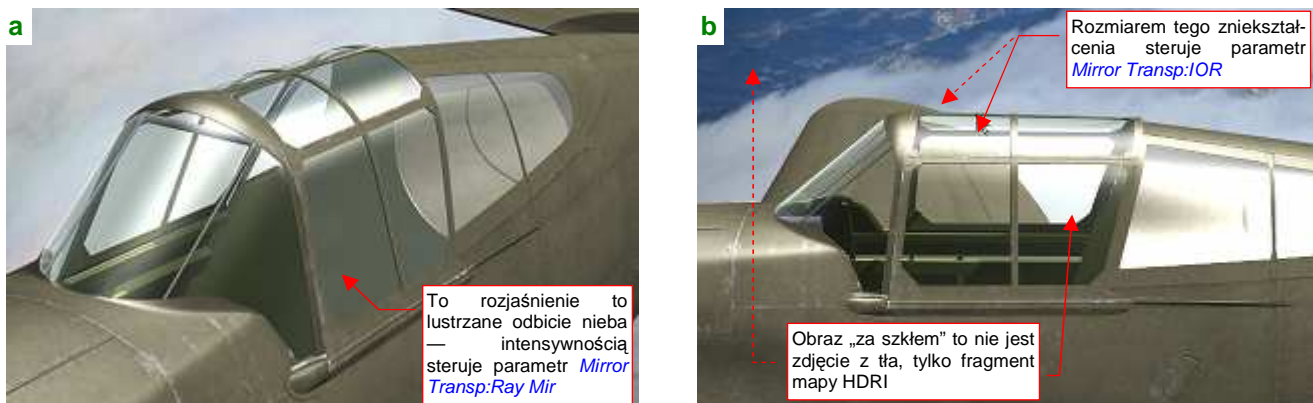 a
To rozjaśnienie to
lustrzane odbicie nieba
— intensywnością
steruje parametr Mirror
Transp:Ray Mir
b
Rozmiarem tego zniekształ-
cenia steruje parametr
Mirror Transp:IOR
Obraz „za szkłem” to nie jest
zdjęcie z tła, tylko fragment
mapy HDRI